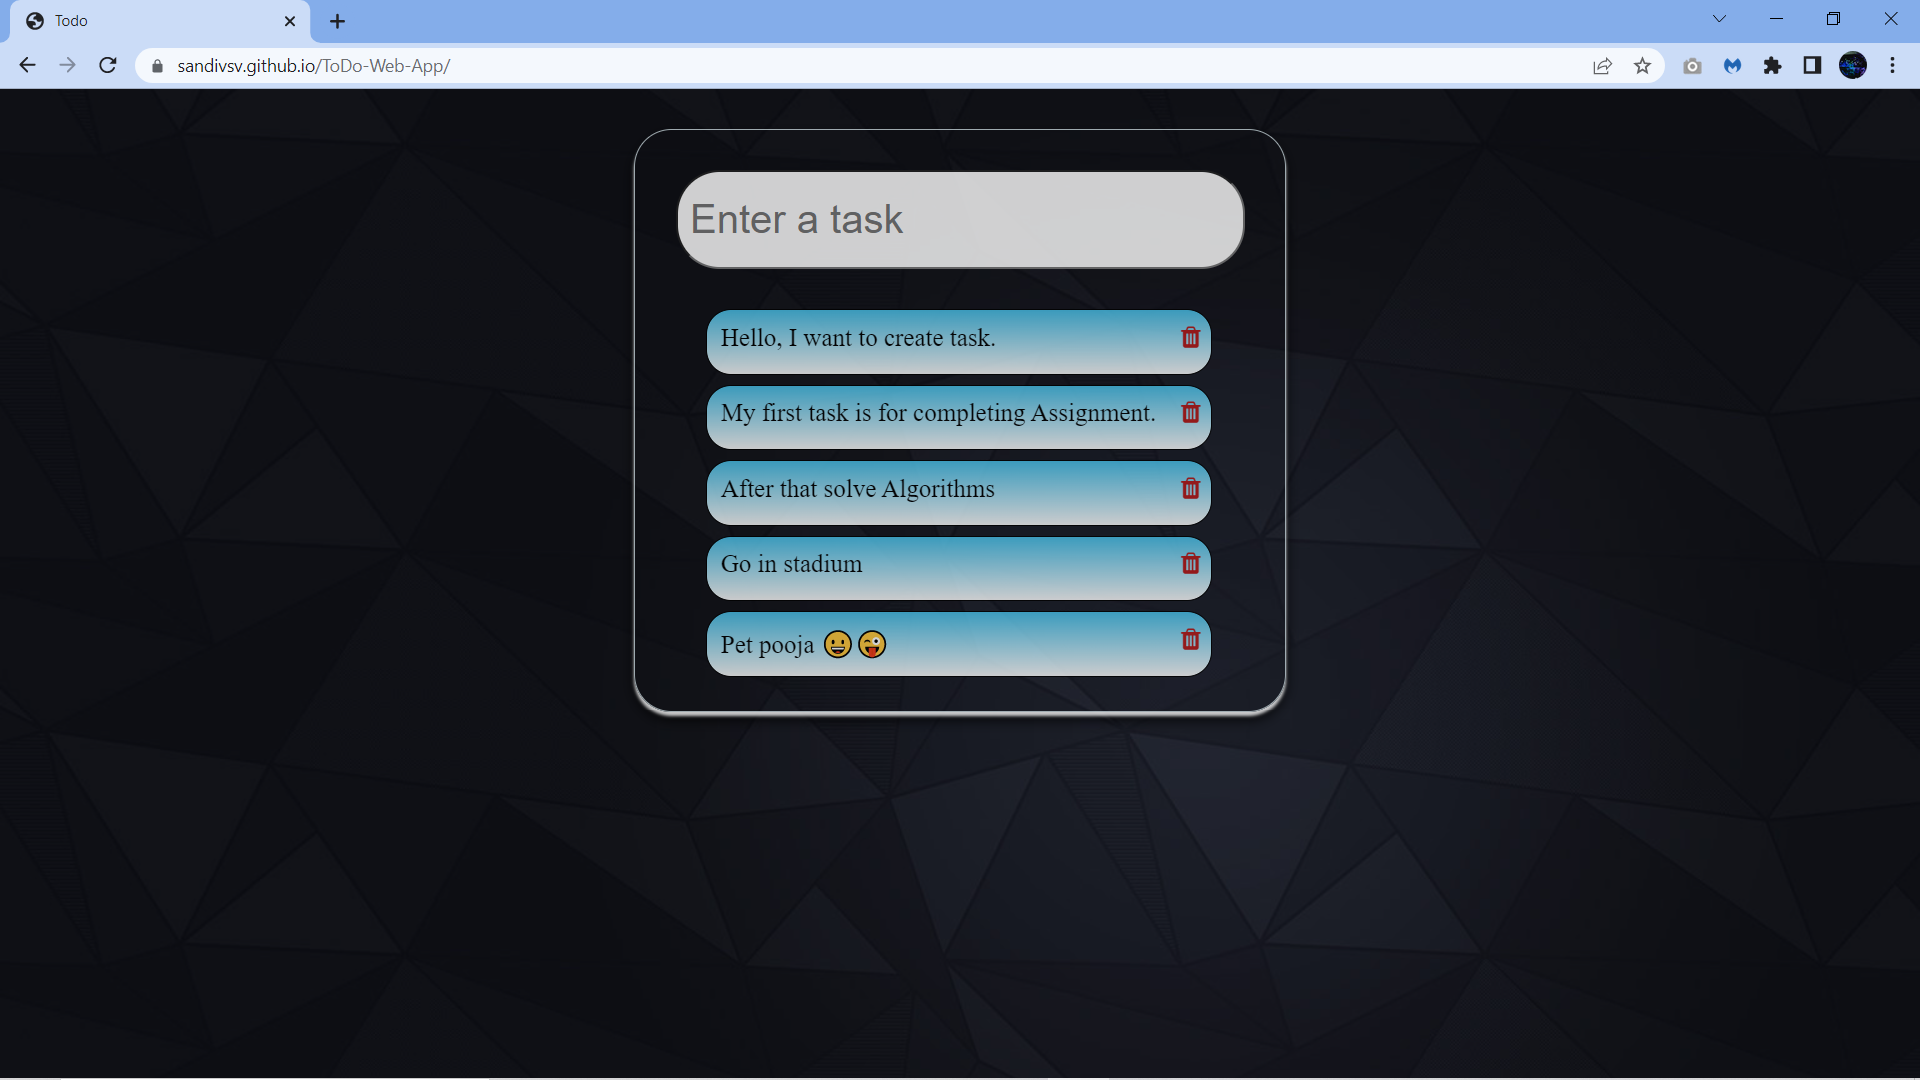 Todo
sandivsv.github.io/ToDo-Web-App/
Enter a task
Hello, I want to create task.
My first task is for completing Assignment.
After that solve Algorithms
Go in stadium
Pet pooja 😀😜